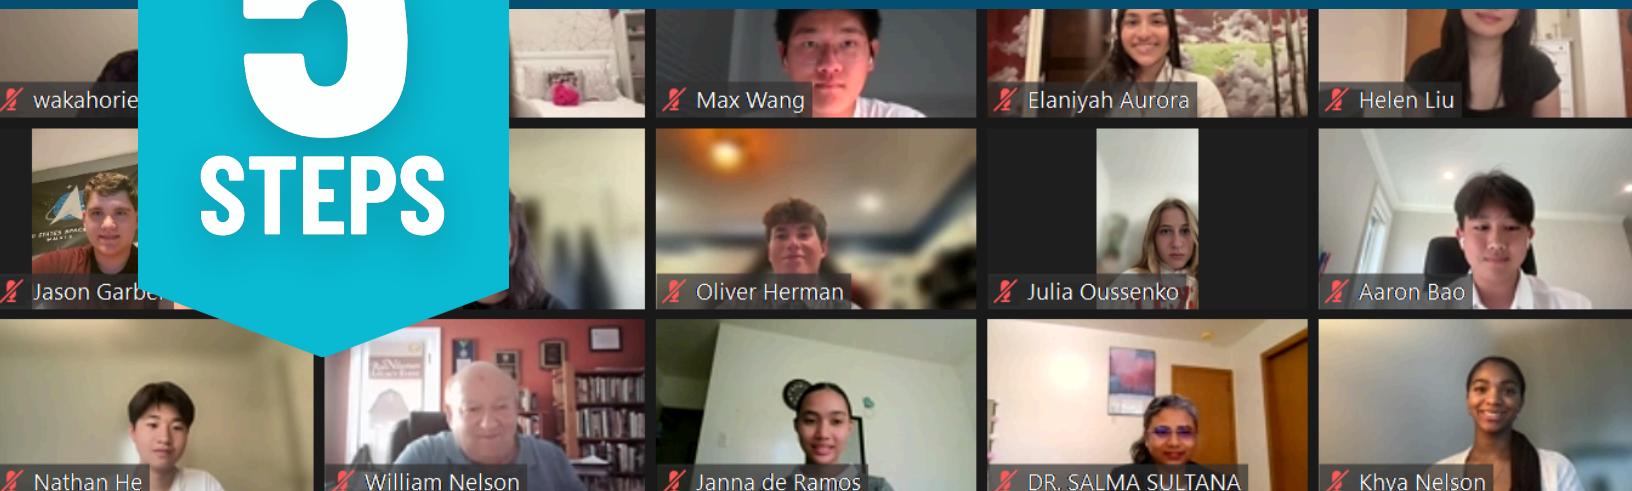 5
STEPS
wakahorie
Max Wang
Elaniyah Aurora
Helen Liu
Jason Garbe
Oliver Herman
Julia Oussenko
Aaron Bao
Nathan He
William Nelson
Janna de Ramos
DR. SALMA SULTANA
Khya Nelson